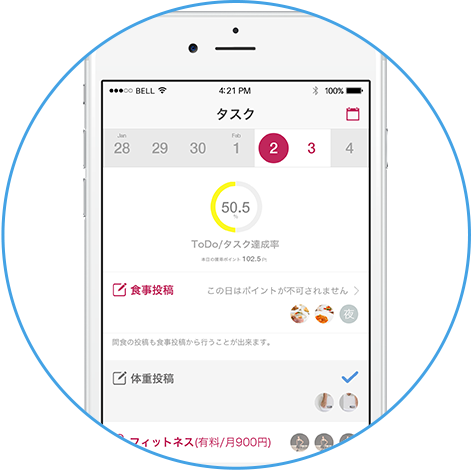 BELL 4:21 PM 100%
タスク
Jan Feb
28 29 30 1 2 3 4
50.5
%
ToDo/タスク達成率
本日の獲得ポイント 102.5 Pt
食事投稿 この日はポイントが不可されません
夜
間食の投稿も食事投稿から行うことが出来ます。
体重投稿
フィットネス(有料/月900円)